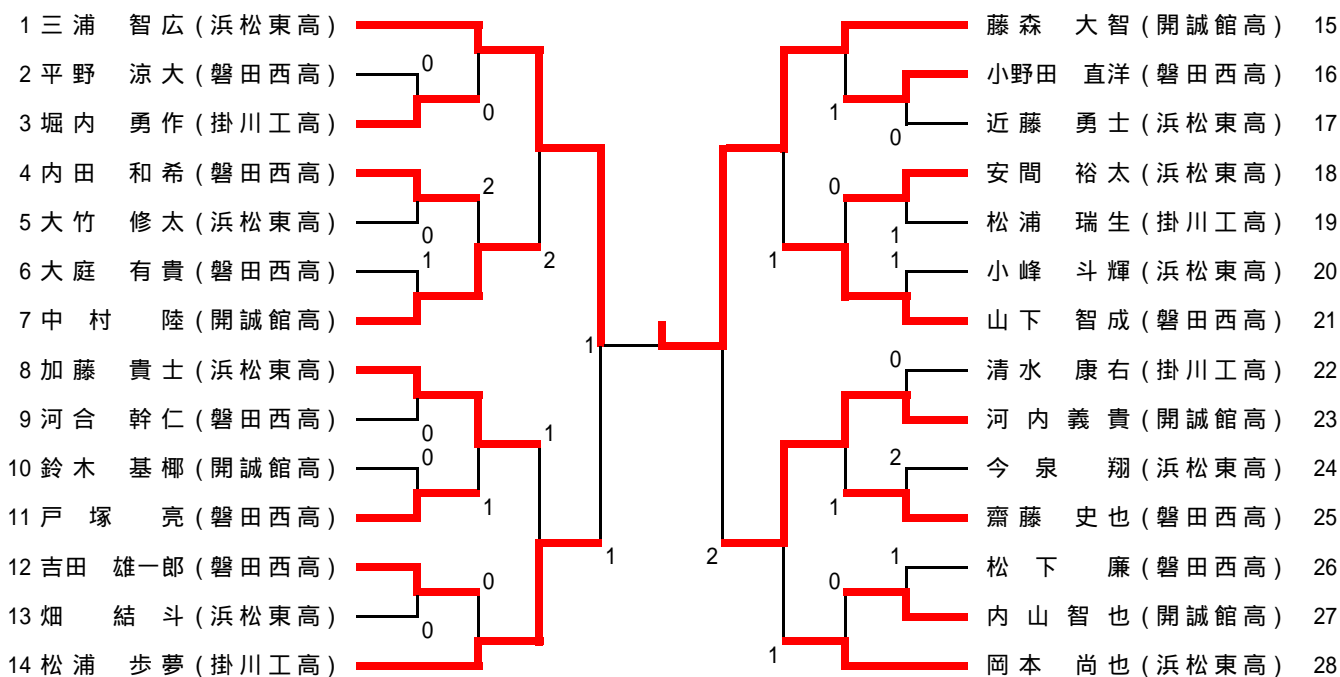 1 三浦 智広 (浜松東高)
2 平野 涼大 (磐田西高)
3 堀内 勇作 (掛川工高)
4 内田 和希 (磐田西高)
5 大竹 修太 (浜松東高)
6 大庭 有貴 (磐田西高)
7 中村 陸 (開誠館高)
8 加藤 貴士 (浜松東高)
9 河合 幹仁 (磐田西高)
10 鈴木 基椰 (開誠館高)
11 戸塚 亮 (磐田西高)
12 吉田 雄一郎 (磐田西高)
13 畑 結斗 (浜松東高)
14 松浦 歩夢 (掛川工高)
0
0
2
0
1
2
1
0
0
1
1
0
0
1
藤森 大智 (開誠館高) 15
小野田 直洋 (磐田西高) 16
近藤 勇士 (浜松東高) 17
安間 裕太 (浜松東高) 18
松浦 瑞生 (掛川工高) 19
小峰 斗輝 (浜松東高) 20
山下 智成 (磐田西高) 21
清水 康右 (掛川工高) 22
河内義貴 (開誠館高) 23
今泉 翔 (浜松東高) 24
齋藤 史也 (磐田西高) 25
松下 廉 (磐田西高) 26
内山智也 (開誠館高) 27
岡本 尚也 (浜松東高) 28
1
0
0
1
1
1
0
2
1
2
1
0
1